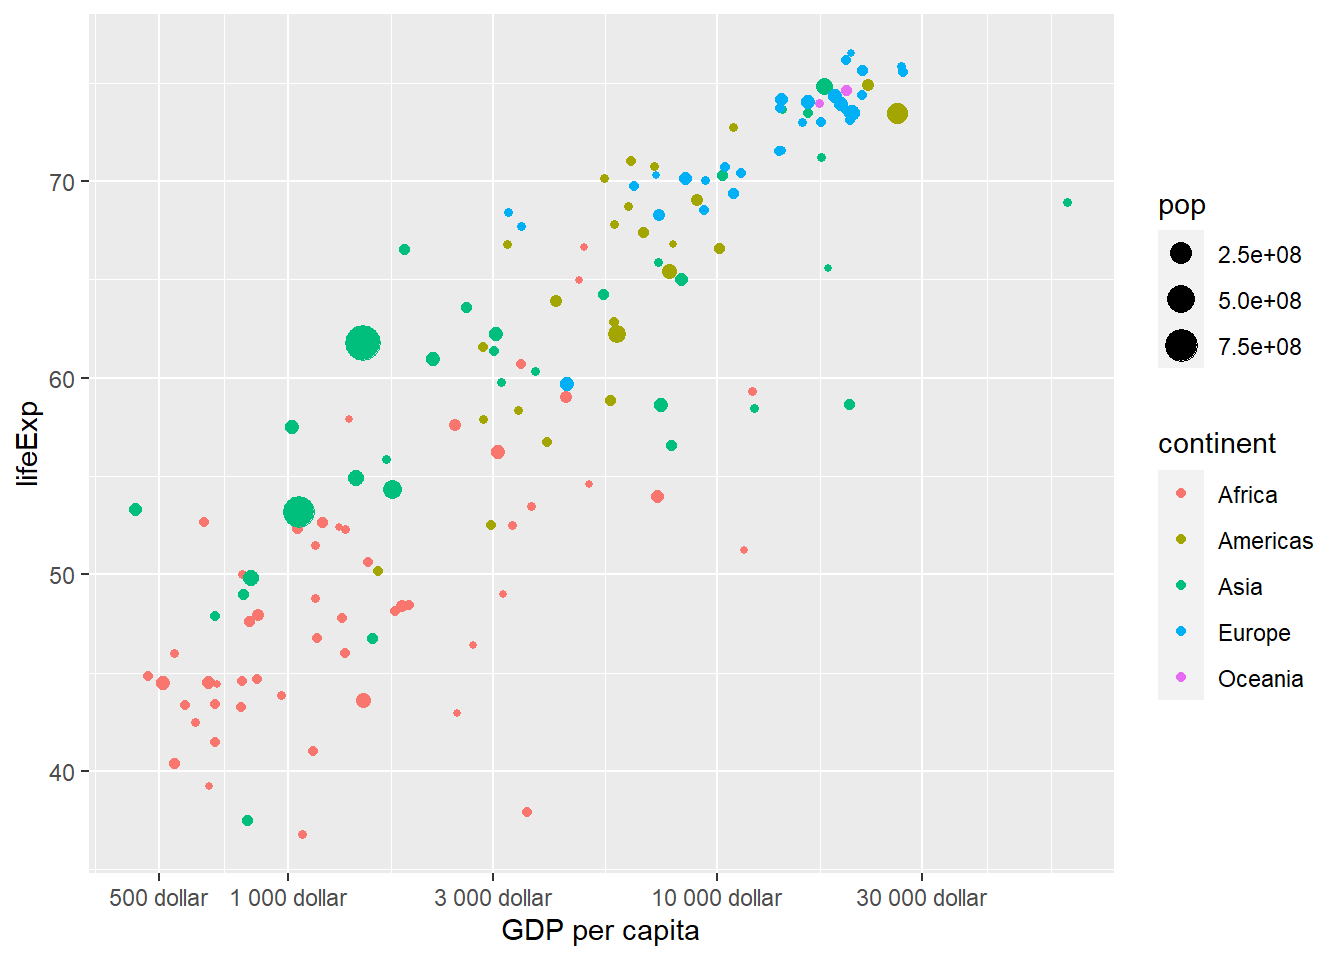 lifeExp
70
60
50
40
500 dollar
1 000 dollar
3 000 dollar
10 000 dollar
30 000 dollar
GDP per capita
pop
2.5e+08
5.0e+08
7.5e+08
continent
Africa
Americas
Asia
Europe
Oceania